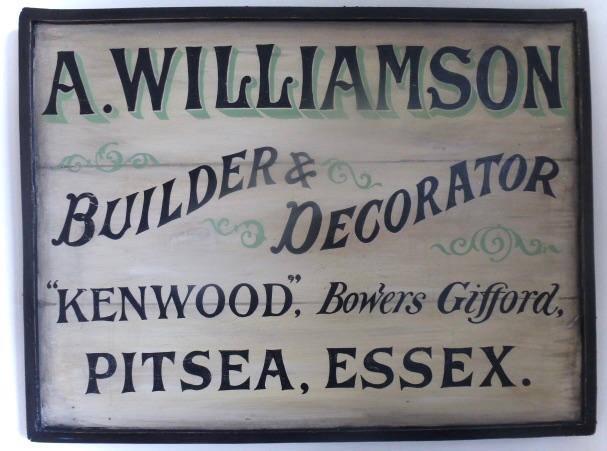 A. WILLIAMSON
BUILDER &
DECORATOR
"KENWOOD", Bowers Gifford,
PITSEA, ESSEX.